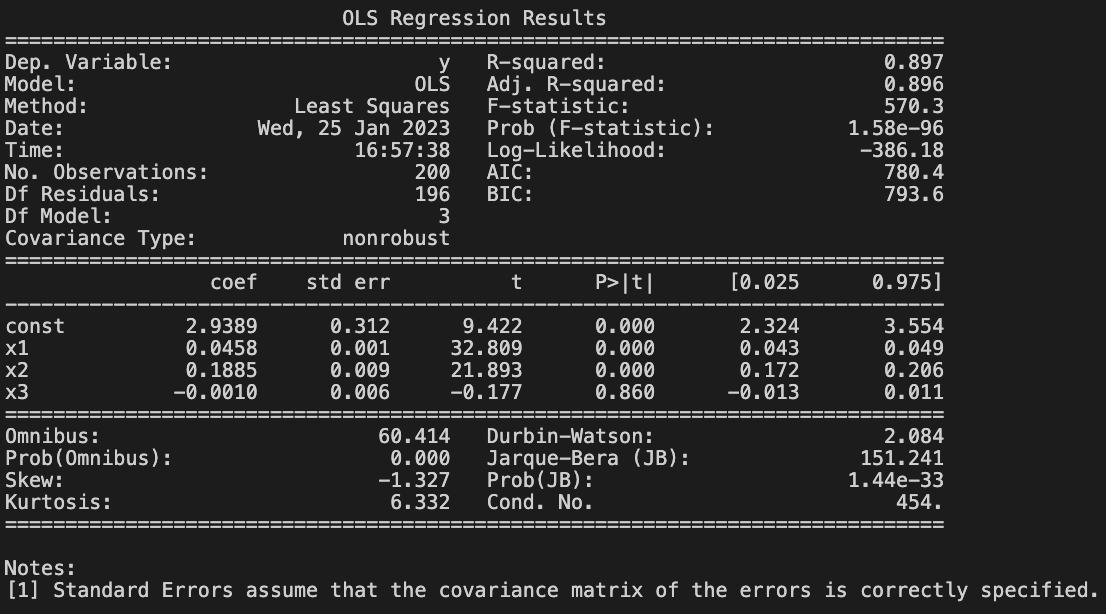 OLS Regression Results
==============================================================================
Dep. Variable:                      y   R-squared:                       0.897
Model:                            OLS   Adj. R-squared:                  0.896
Method:                 Least Squares   F-statistic:                     570.3
Date:                Wed, 25 Jan 2023   Prob (F-statistic):           1.58e-96
Time:                        16:57:38   Log-Likelihood:                -386.18
No. Observations:                 200   AIC:                             780.4
Df Residuals:                     196   BIC:                             793.6
Df Model:                           3
Covariance Type:            nonrobust
==============================================================================
                 coef    std err          t      P>|t|      [0.025      0.975]
------------------------------------------------------------------------------
const          2.9389      0.312      9.422      0.000       2.324       3.554
x1             0.0458      0.001     32.809      0.000       0.043       0.049
x2             0.1885      0.009     21.893      0.000       0.172       0.206
x3            -0.0010      0.006     -0.177      0.860      -0.013       0.011
==============================================================================
Omnibus:                       60.414   Durbin-Watson:                   2.084
Prob(Omnibus):                  0.000   Jarque-Bera (JB):              151.241
Skew:                          -1.327   Prob(JB):                     1.44e-33
Kurtosis:                       6.332   Cond. No.                         454.
==============================================================================
Notes:
[1] Standard Errors assume that the covariance matrix of the errors is correctly specified.